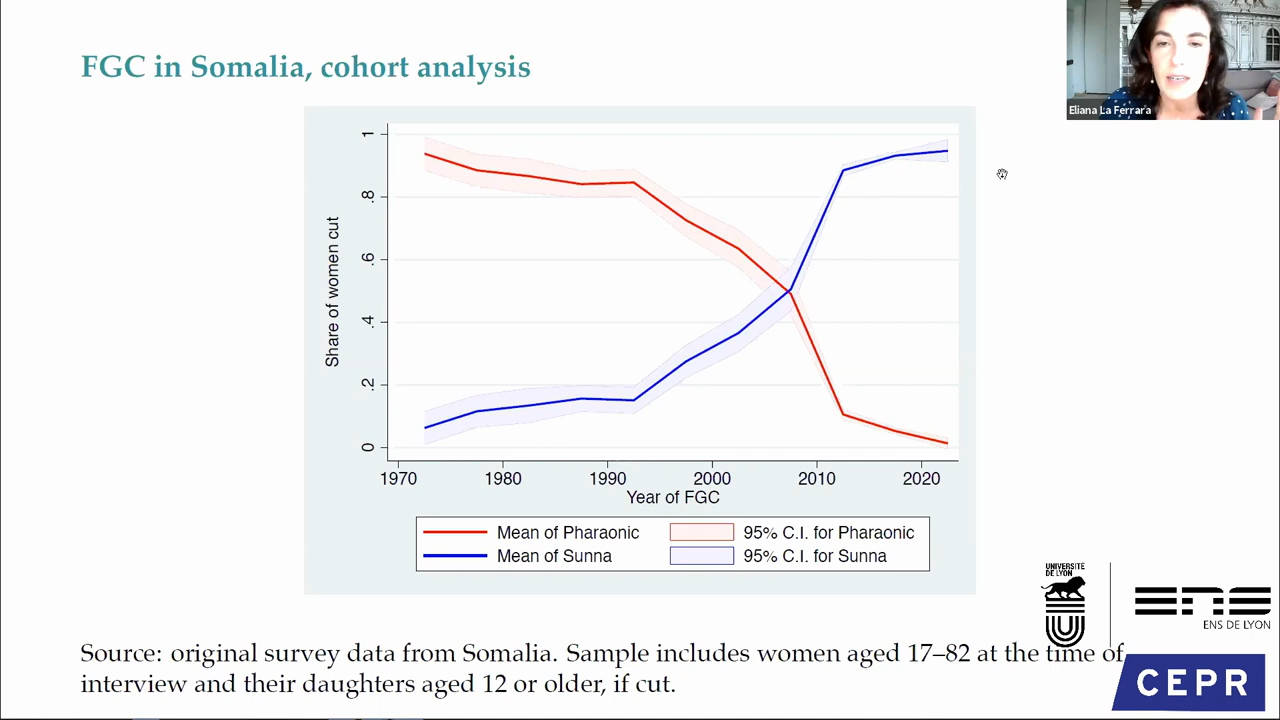 FGC in Somalia, cohort analysis
Eliana La Ferrara
Share of women cut
1
.8
.6
.4
.2
0
1970 1980 1990 2000 2010 2020
Year of FGC
Mean of Pharaonic 95% C.I. for Pharaonic
Mean of Sunna 95% C.I. for Sunna
UNIVERSITE
DE LYON
ENS
ENS DE LYON
Source: original survey data from Somalia. Sample includes women aged 17–82 at the time of
interview and their daughters aged 12 or older, if cut.
CEPR